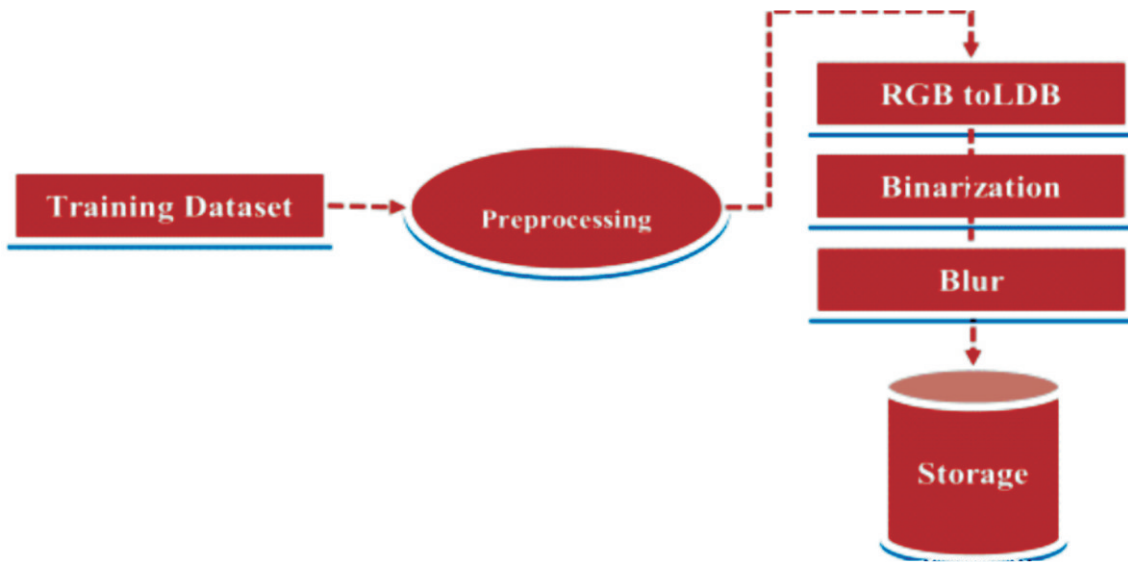 Training Dataset
Preprocessing
RGB toLDB
Binarization
Blur
Storage